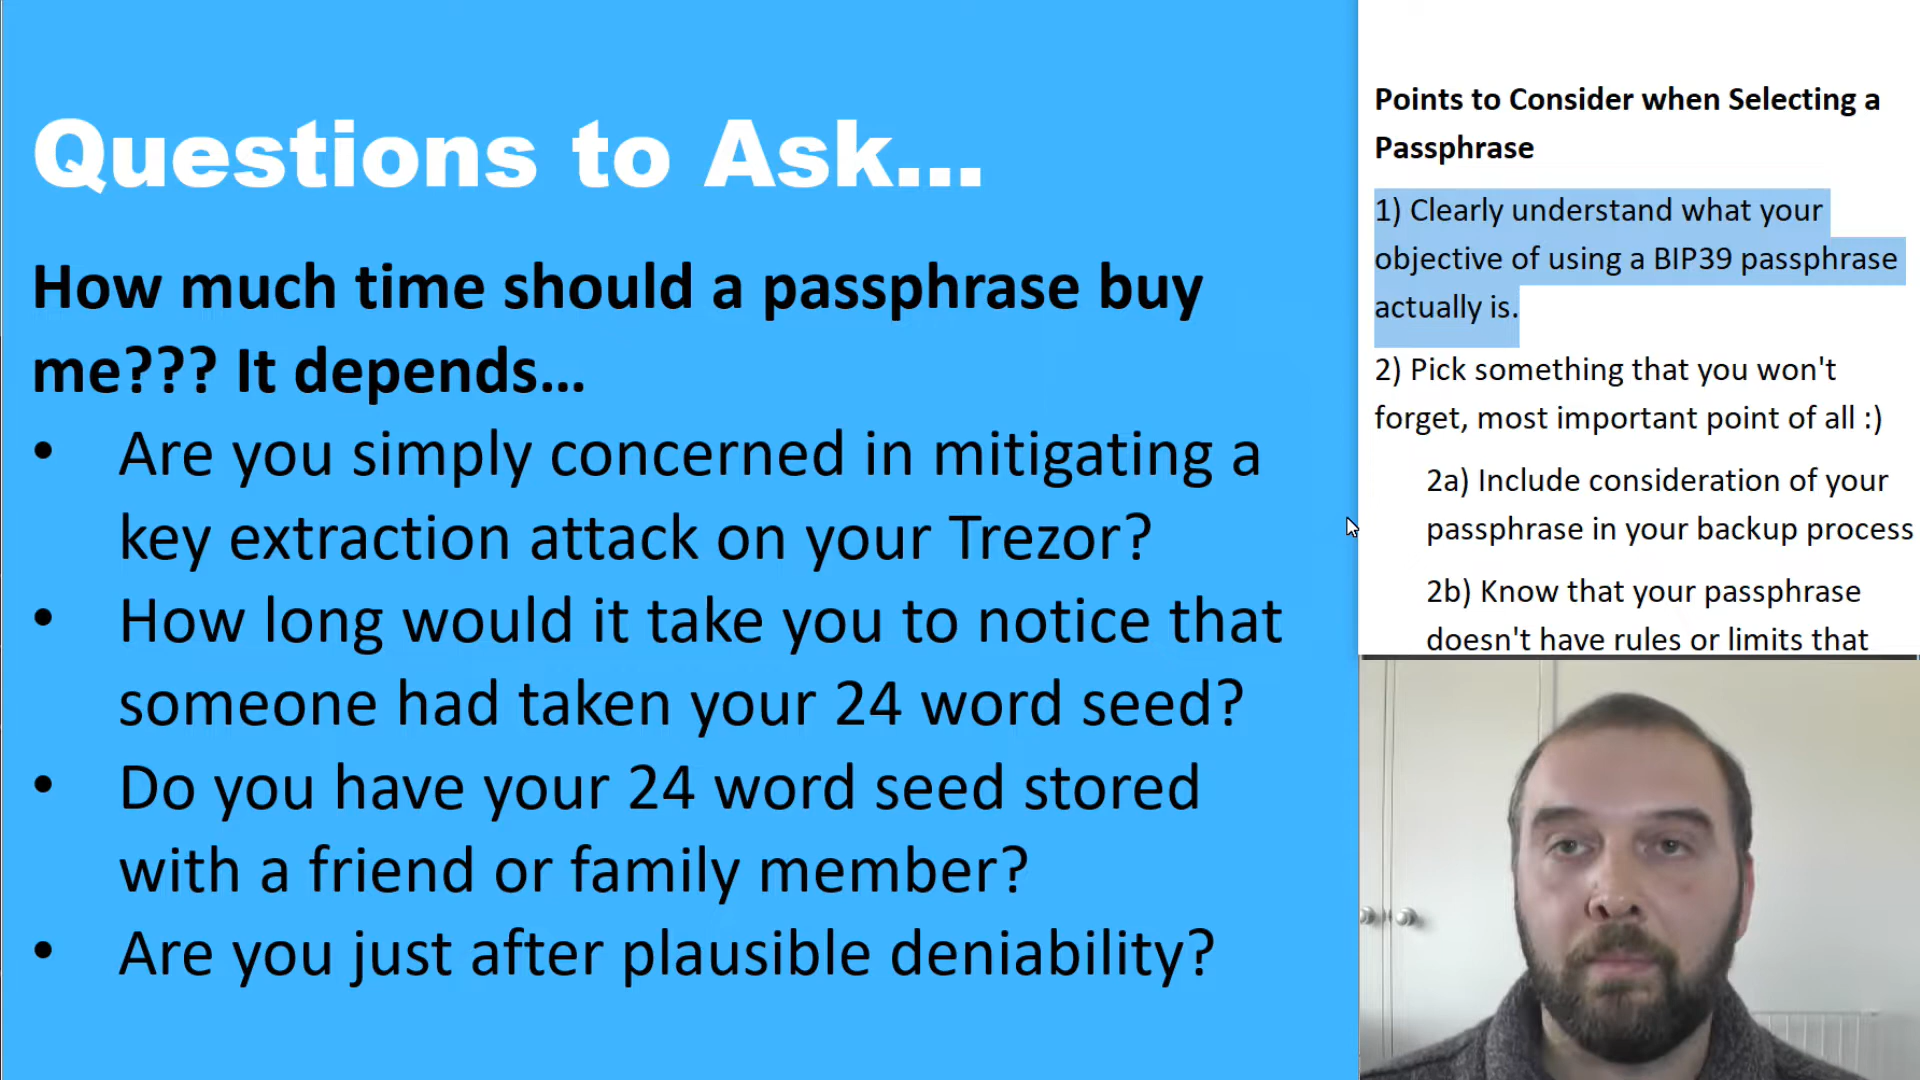 Questions to Ask...
How much time should a passphrase buy
me??? It depends...
• Are you simply concerned in mitigating a
key extraction attack on your Trezor?
• How long would it take you to notice that
someone had taken your 24 word seed?
• Do you have your 24 word seed stored
with a friend or family member?
• Are you just after plausible deniability?
Points to Consider when Selecting a
Passphrase
1) Clearly understand what your
objective of using a BIP39 passphrase
actually is.
2) Pick something that you won't
forget, most important point of all :)
2a) Include consideration of your
passphrase in your backup process
2b) Know that your passphrase
doesn't have rules or limits that